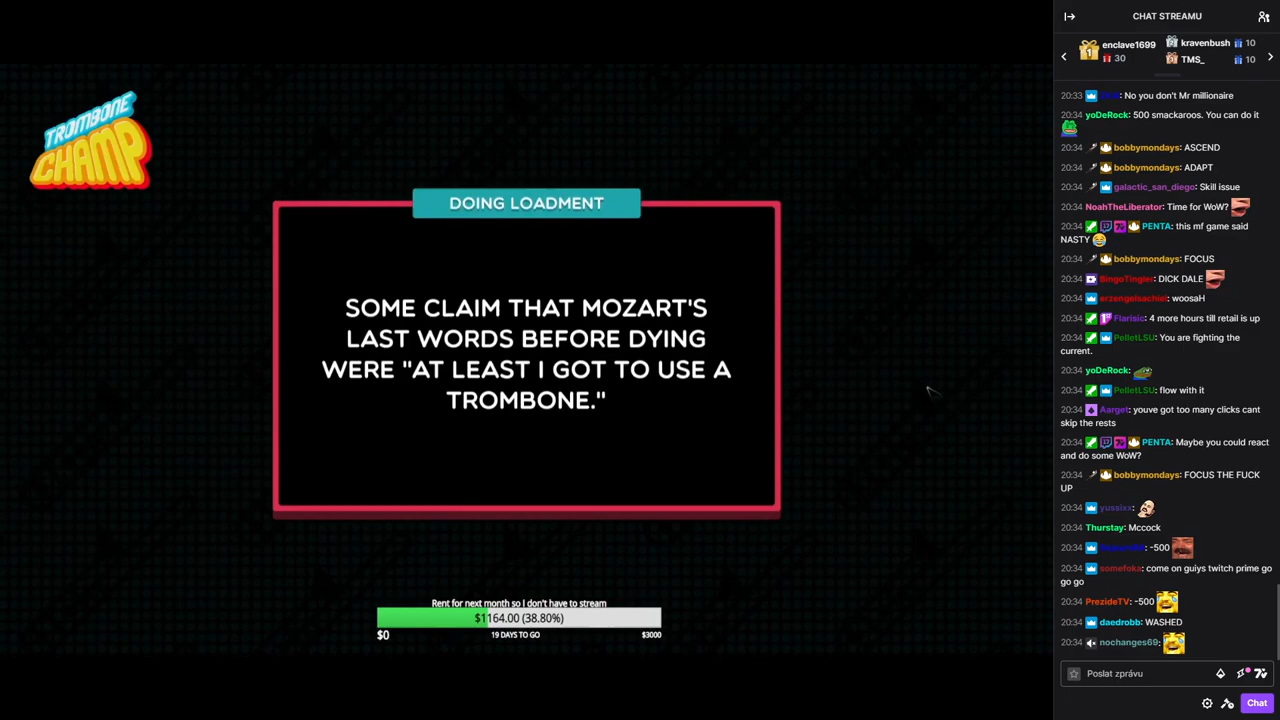 TROMBONE
CHAMP
DOING LOADMENT
SOME CLAIM THAT MOZART'S
LAST WORDS BEFORE DYING
WERE "AT LEAST I GOT TO USE A
TROMBONE."
Rent for next month so I don't have to stream
$1164.00 (38.80%)
$0
19 DAYS TO GO
$3000
CHAT STREAMU
enclave1699
30
kravenbush 10
TMS_ 10
20:33 : No you don't Mr millionaire
20:34 yoDeRock: 500 smackaroos. You can do it
20:34 bobbymondays: ASCEND
20:34 bobbymondays: ADAPT
20:34 galactic_san_diego: Skill issue
20:34 NoahTheLiberator: Time for WoW?
20:34 PENTA: this mf game said
NASTY
20:34 bobbymondays: FOCUS
20:34 BingoTingler: DICK DALE
20:34 erzengelsachiel: woosaH
20:34 Flarisic: 4 more hours till retail is up
20:34 PelletLSU: You are fighting the
current.
20:34 yoDeRock:
20:34 PelletLSU: flow with it
20:34 Aarget: youve got too many clicks cant
skip the rests
20:34 PENTA: Maybe you could react
and do some WoW?
20:34 bobbymondays: FOCUS THE FUCK
UP
20:34 yussixx:
20:34 Thurstay: Mccock
20:34 : -500
20:34 somefoka: come on guiys twitch prime go
go go
20:34 PrezideTV: -500
20:34 daedrobb: WASHED
20:34 nochanges69:
Poslat zprávu
Chat